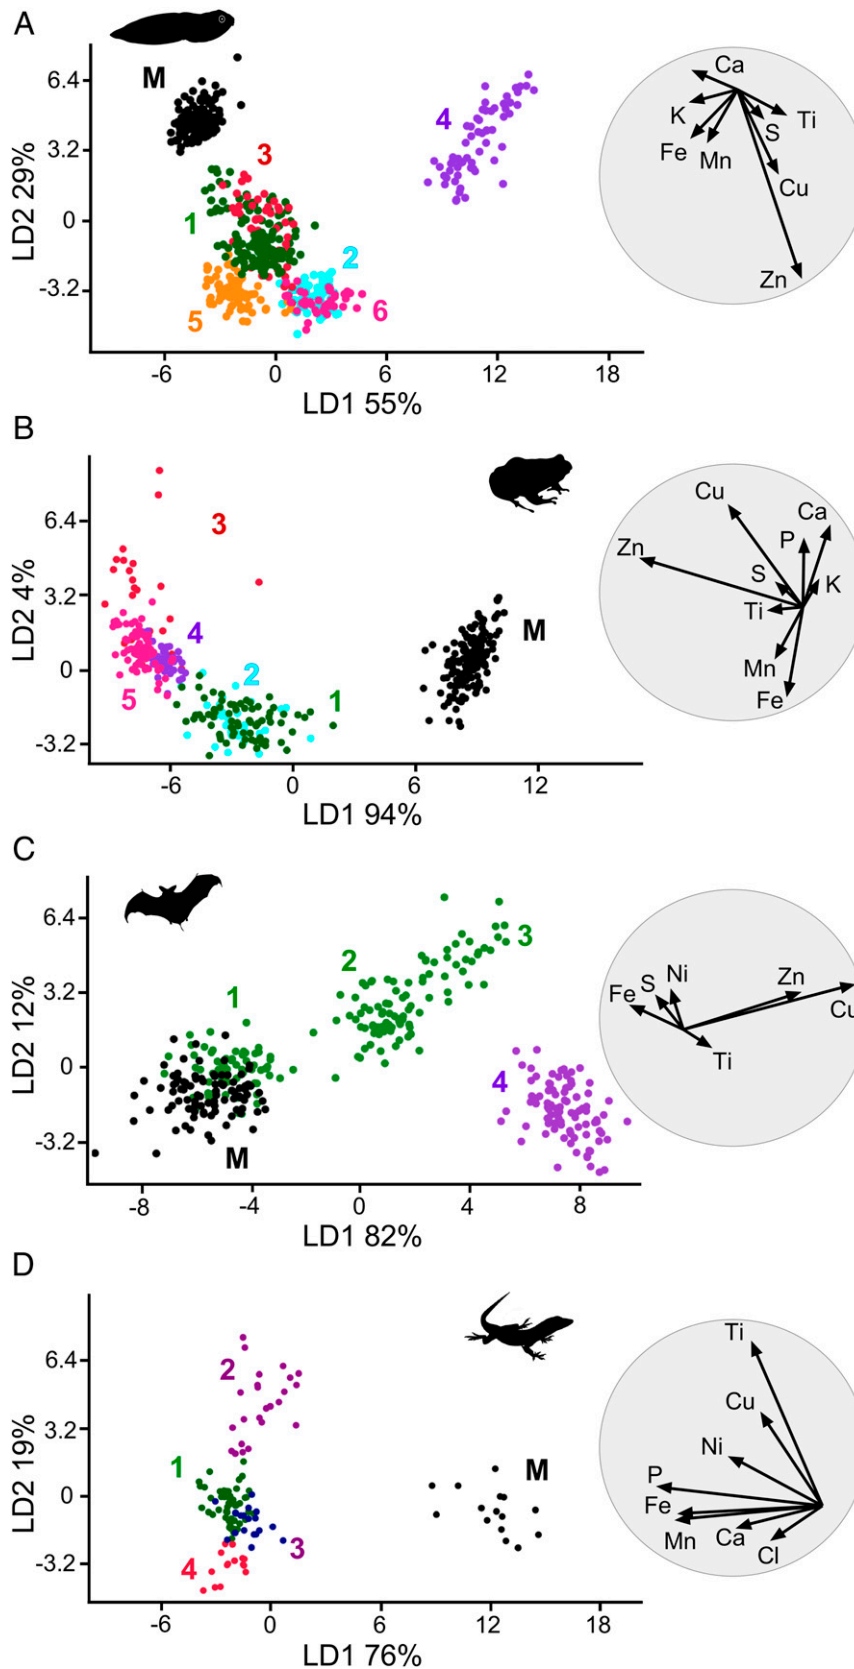 A
M
4
3
1
2
5
6
6.4
3.2
0
-3.2
LD2 29%
-6
0
6
12
18
LD1 55%
Ca
K
S
Ti
Fe
Mn
Cu
Zn
B
3
4
M
2
5
1
6.4
3.2
0
-3.2
LD2 4%
-6
0
6
12
LD1 94%
Cu
Ca
P
Zn
S
K
Ti
Mn
Fe
C
3
2
1
4
M
6.4
3.2
0
-3.2
LD2 12%
-8
-4
0
4
8
LD1 82%
Ni
S
Zn
Fe
Cu
Ti
D
2
1
M
3
4
6.4
3.2
0
-3.2
LD2 19%
-6
0
6
12
18
LD1 76%
Ti
Cu
Ni
P
Fe
Mn
Ca
Cl